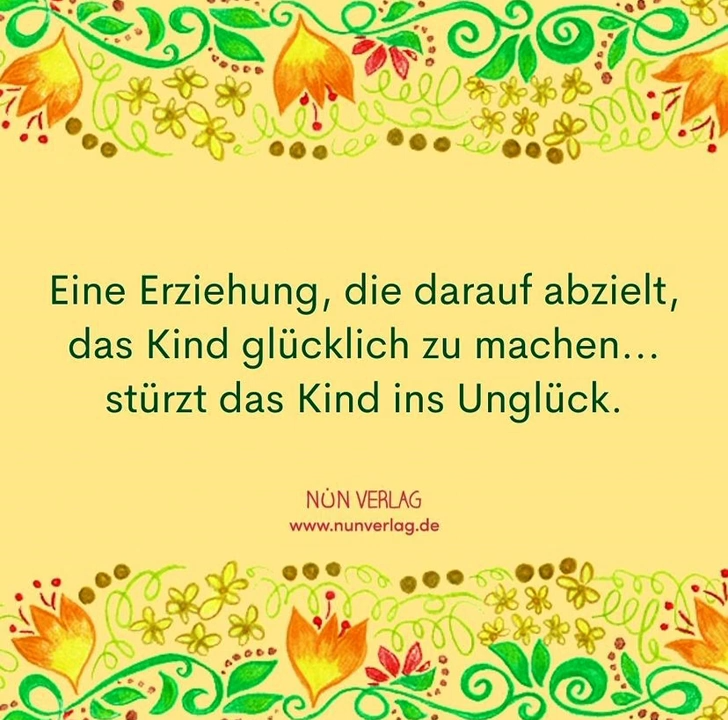 Eine Erziehung, die darauf abzielt,
das Kind glücklich zu machen...
stürzt das Kind ins Unglück.
NUN VERLAG
www.nunverlag.de